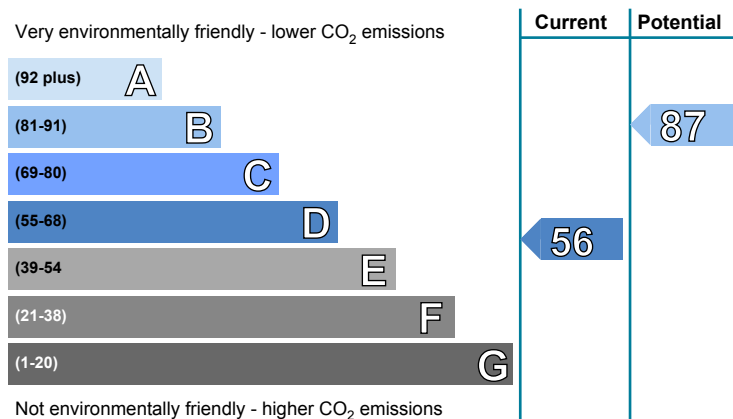 Current Potential
Very environmentally friendly - lower CO₂ emissions
(92 plus) A
(81-91) B
87
(69-80) C
(55-68) D
56
(39-54 E
(21-38) F
(1-20) G
Not environmentally friendly - higher CO₂ emissions